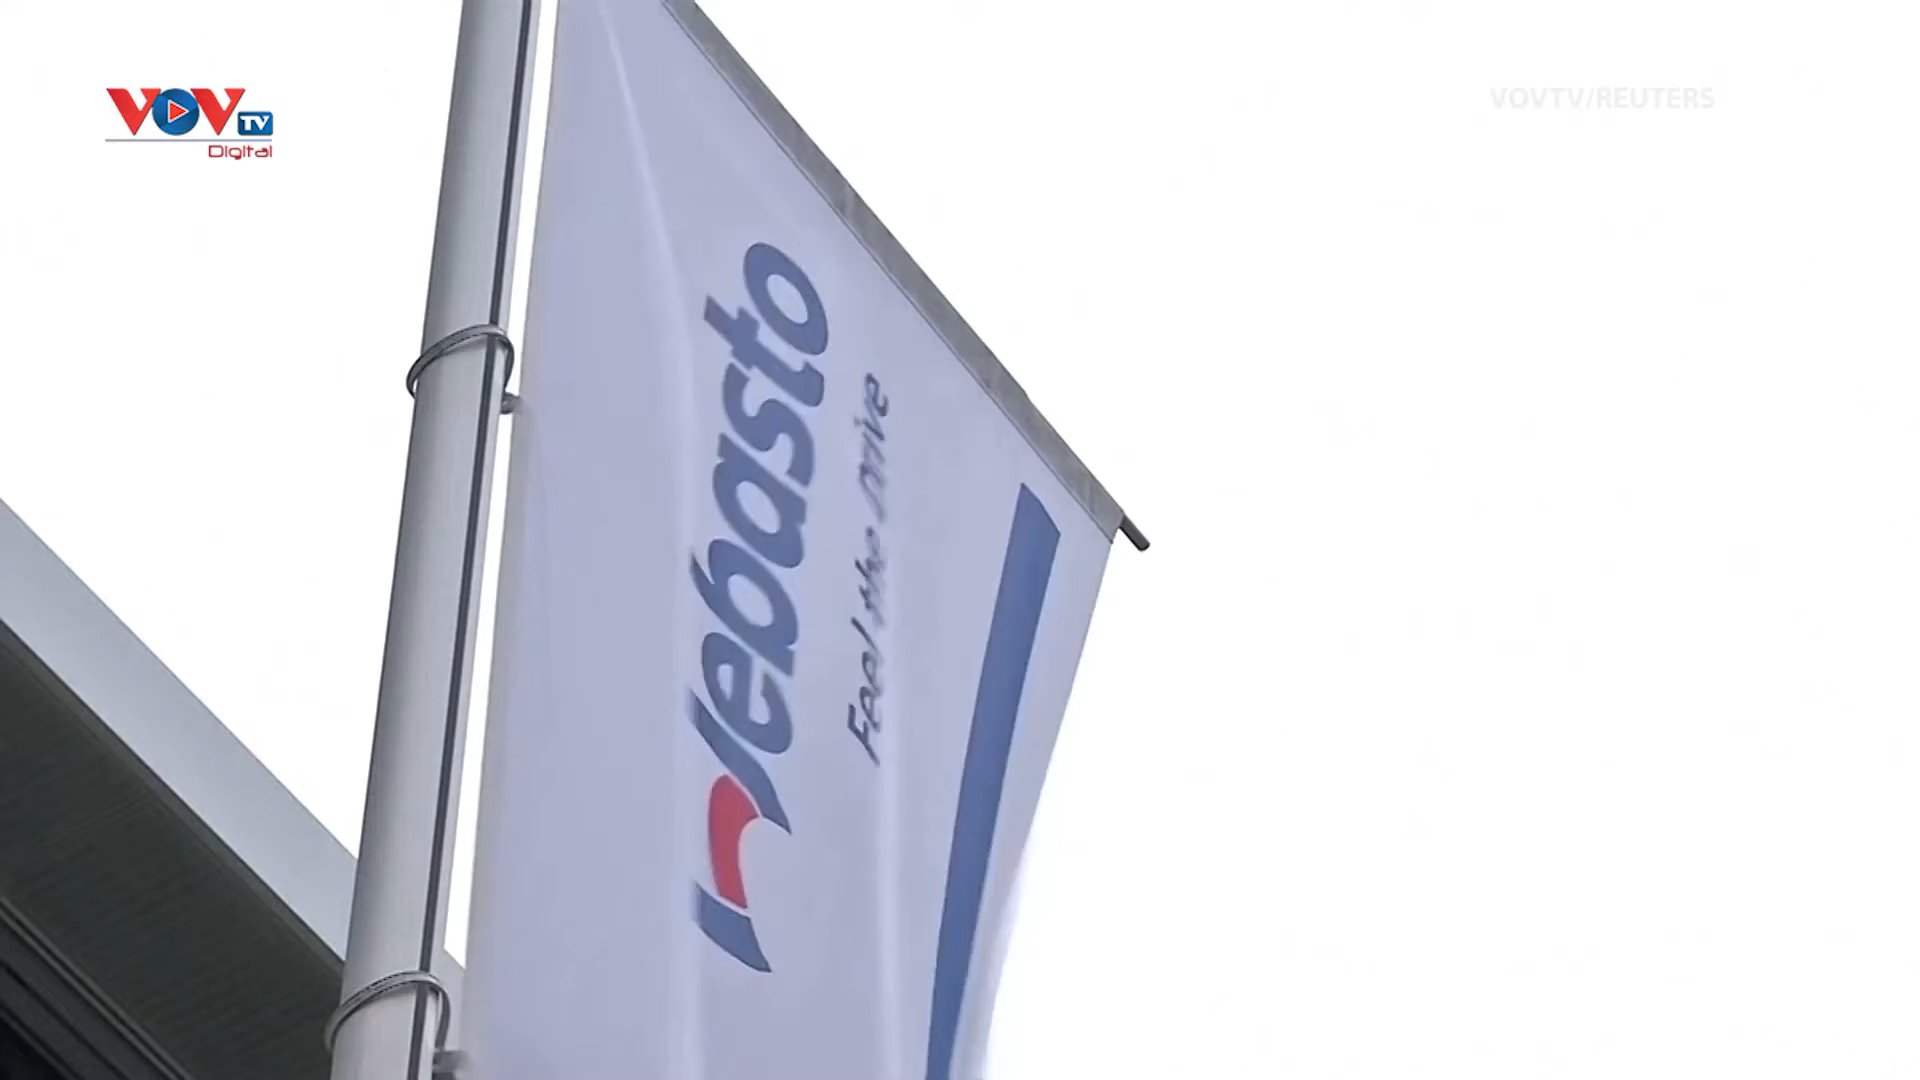 VOV TV
Digital
VOVTV/REUTERS
Webasto
Feel the drive